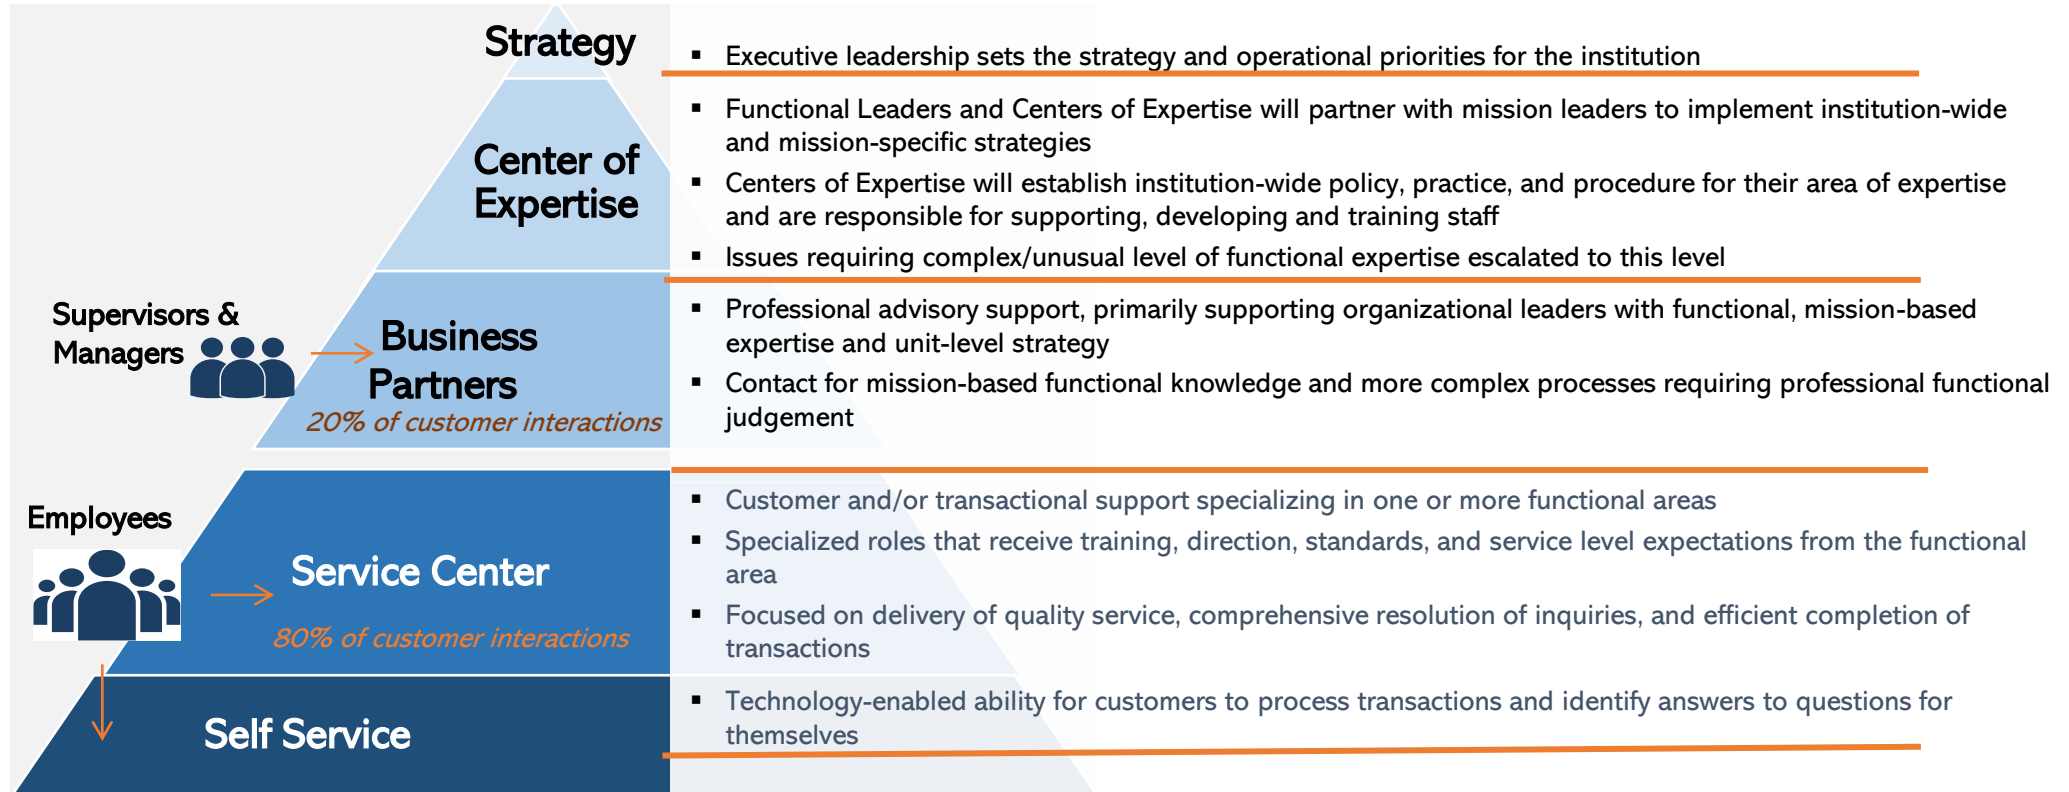 Strategy
▪ Executive leadership sets the strategy and operational priorities for the institution
Center of
Expertise
▪ Functional Leaders and Centers of Expertise will partner with mission leaders to implement institution-wide
and mission-specific strategies
▪ Centers of Expertise will establish institution-wide policy, practice, and procedure for their area of expertise
and are responsible for supporting, developing and training staff
▪ Issues requiring complex/unusual level of functional expertise escalated to this level
Supervisors &
Managers
Business
Partners
20% of customer interactions
▪ Professional advisory support, primarily supporting organizational leaders with functional, mission-based
expertise and unit-level strategy
▪ Contact for mission-based functional knowledge and more complex processes requiring professional functional
judgement
Employees
Service Center
80% of customer interactions
▪ Customer and/or transactional support specializing in one or more functional areas
▪ Specialized roles that receive training, direction, standards, and service level expectations from the functional
area
▪ Focused on delivery of quality service, comprehensive resolution of inquiries, and efficient completion of
transactions
Self Service
▪ Technology-enabled ability for customers to process transactions and identify answers to questions for
themselves